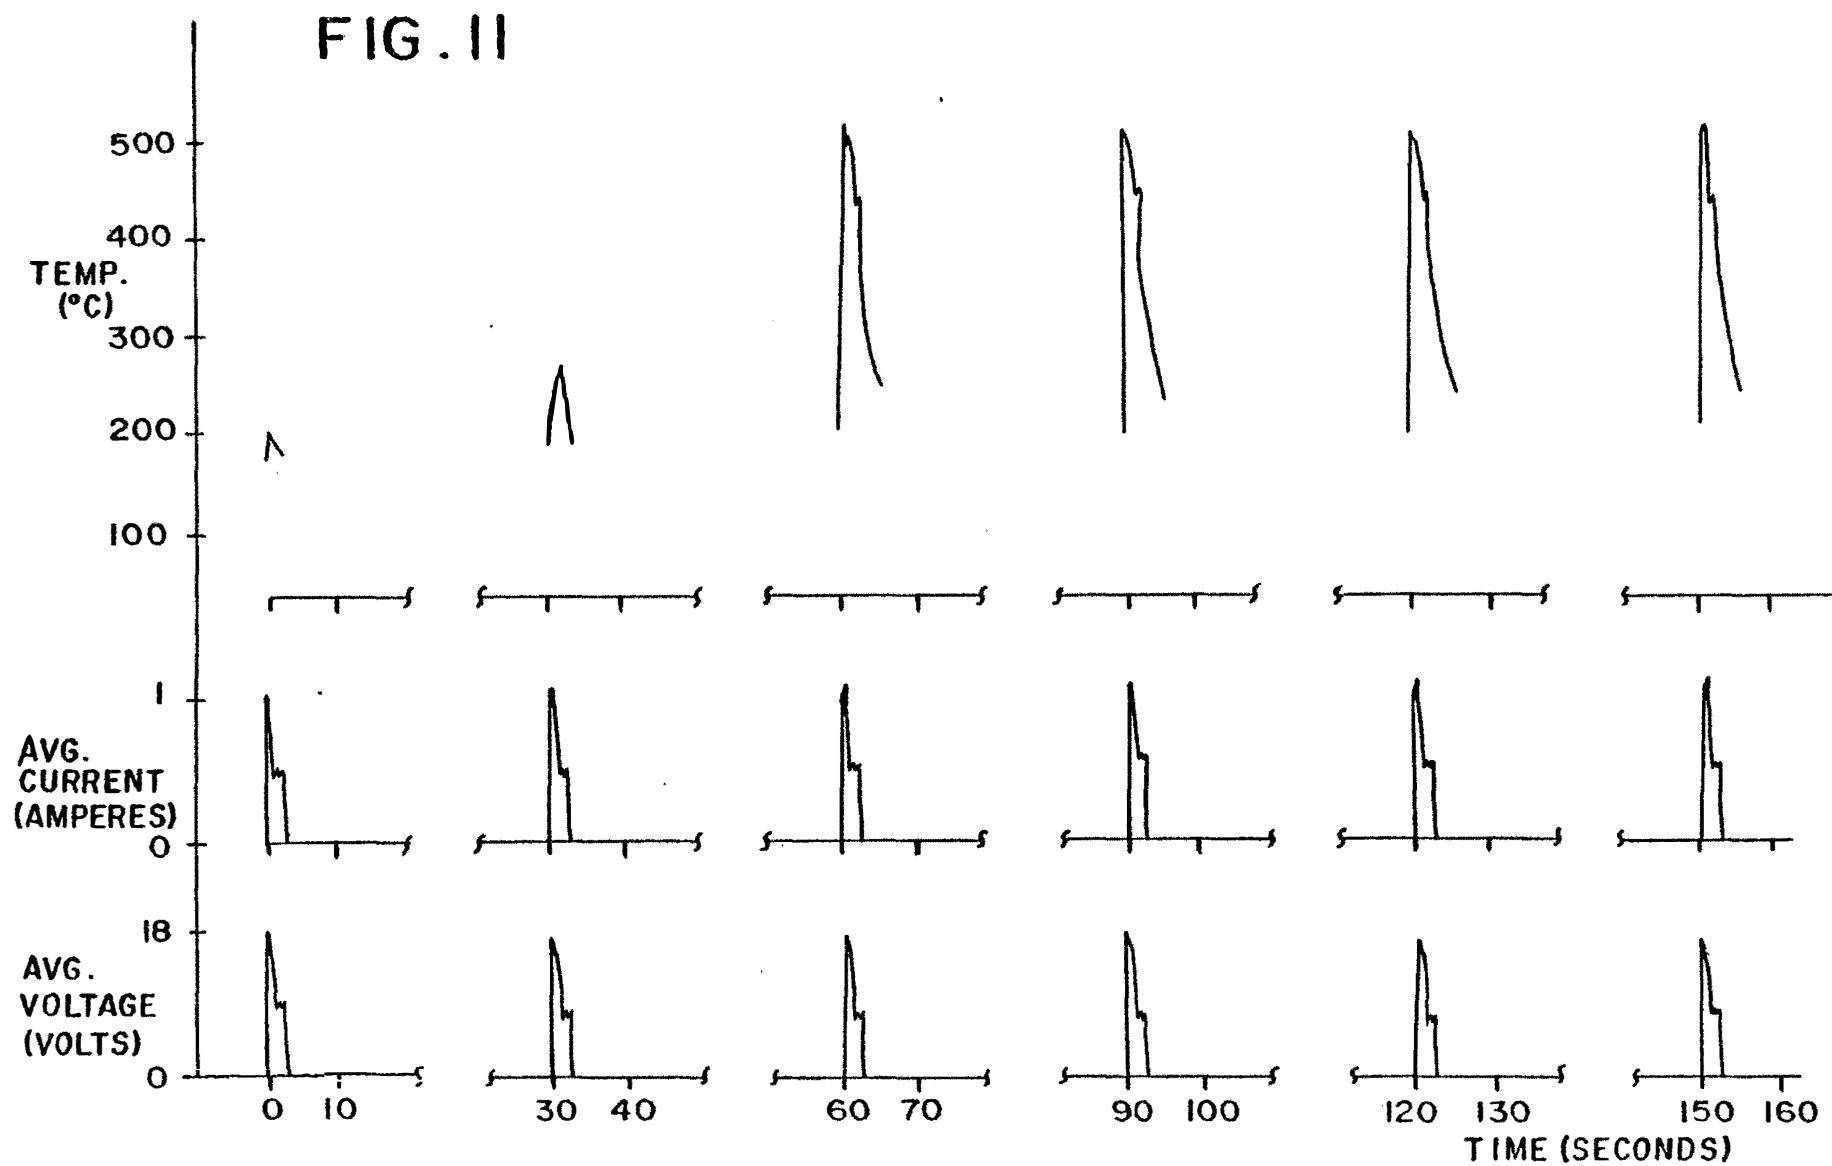 FIG. 11
500
400
TEMP.
(°C)
300
200
100
1
AVG.
CURRENT
(AMPERES)
0
18
AVG.
VOLTAGE
(VOLTS)
0
0 10 30 40 60 70 90 100 120 130 150 160
TIME (SECONDS)